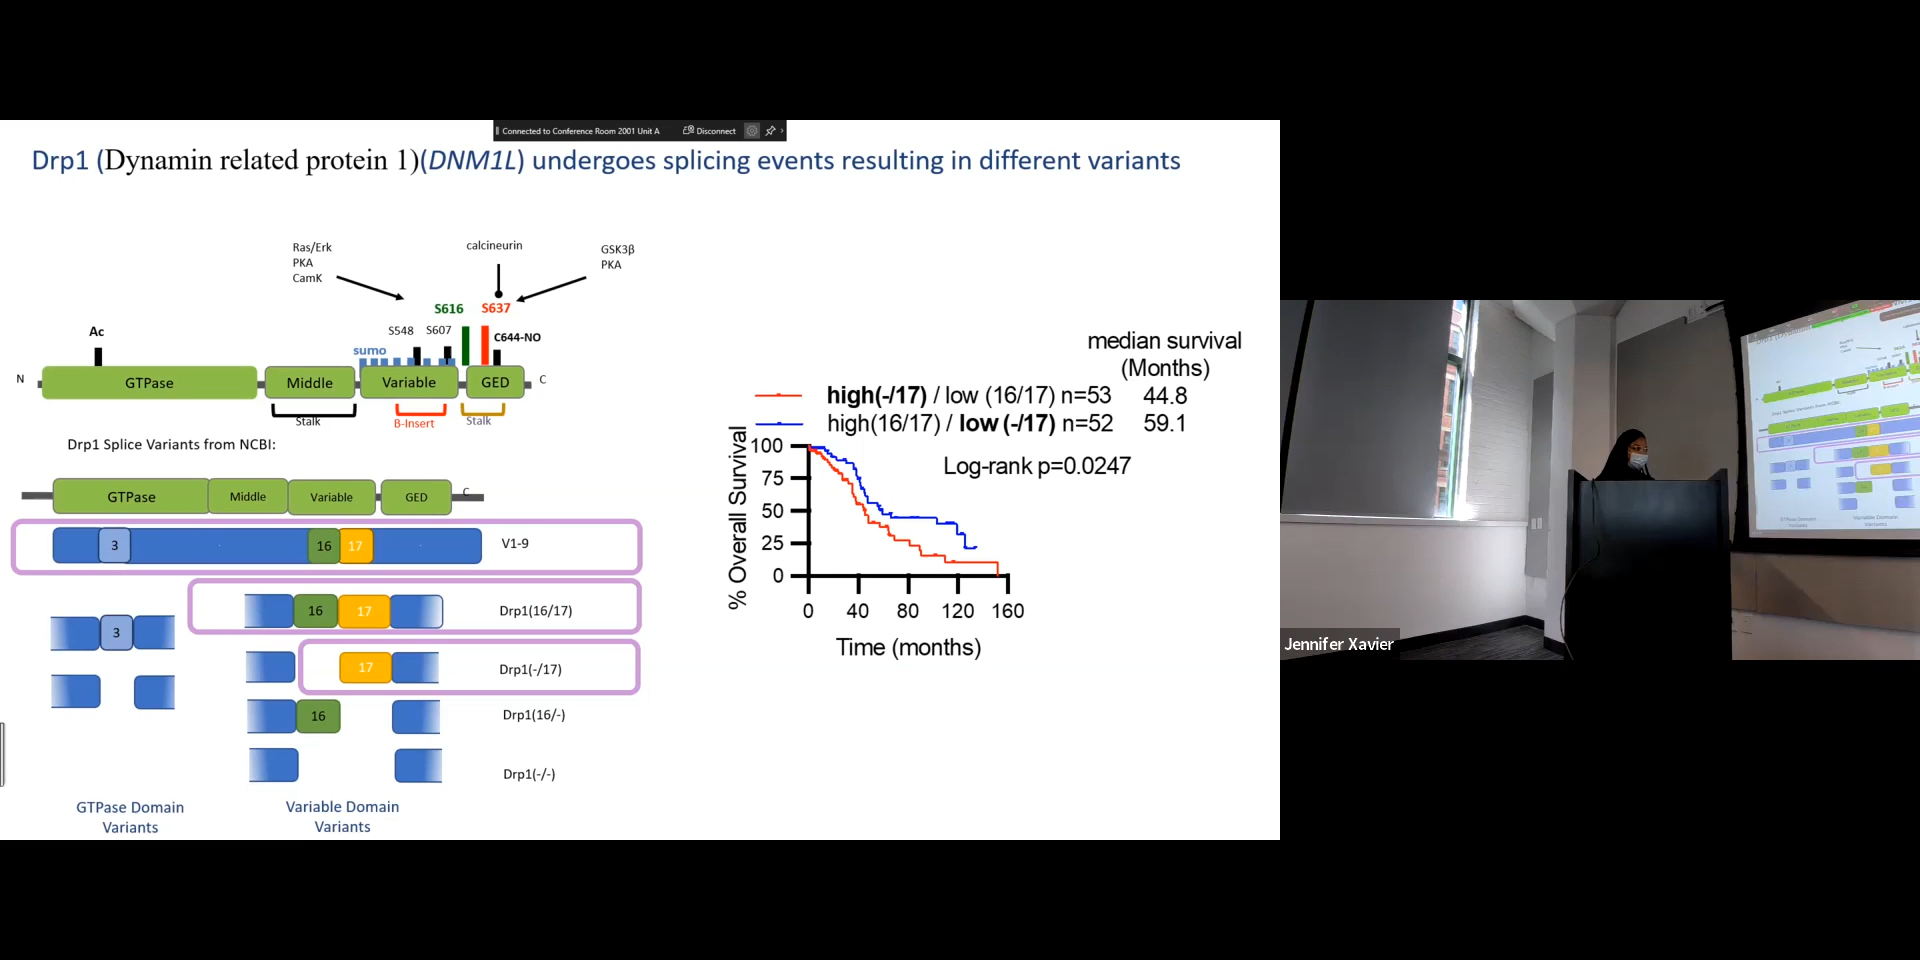 Connected to Conference Room 2001 Unit A
Disconnect
Drp1 (Dynamin related protein 1)(DNM1L) undergoes splicing events resulting in different variants
Ras/Erk
PKA
CamK
calcineurin
GSK3β
PKA
S616
S637
Ac
S548
S607
C644-NO
sumo
N
GTPase
Middle
Variable
GED
C
Stalk
B-Insert
Stalk
Drp1 Splice Variants from NCBI:
GTPase
Middle
Variable
GED
C
3
16
17
V1-9
16
17
Drp1(16/17)
3
17
Drp1(-/17)
16
Drp1(16/-)
Drp1(-/-)
GTPase Domain
Variants
Variable Domain
Variants
median survival
(Months)
high(-/17) / low (16/17) n=53
44.8
high(16/17) / low (-/17) n=52
59.1
Log-rank p=0.0247
% Overall Survival
100
75
50
25
0
0
40
80
120
160
Time (months)
Jennifer Xavier